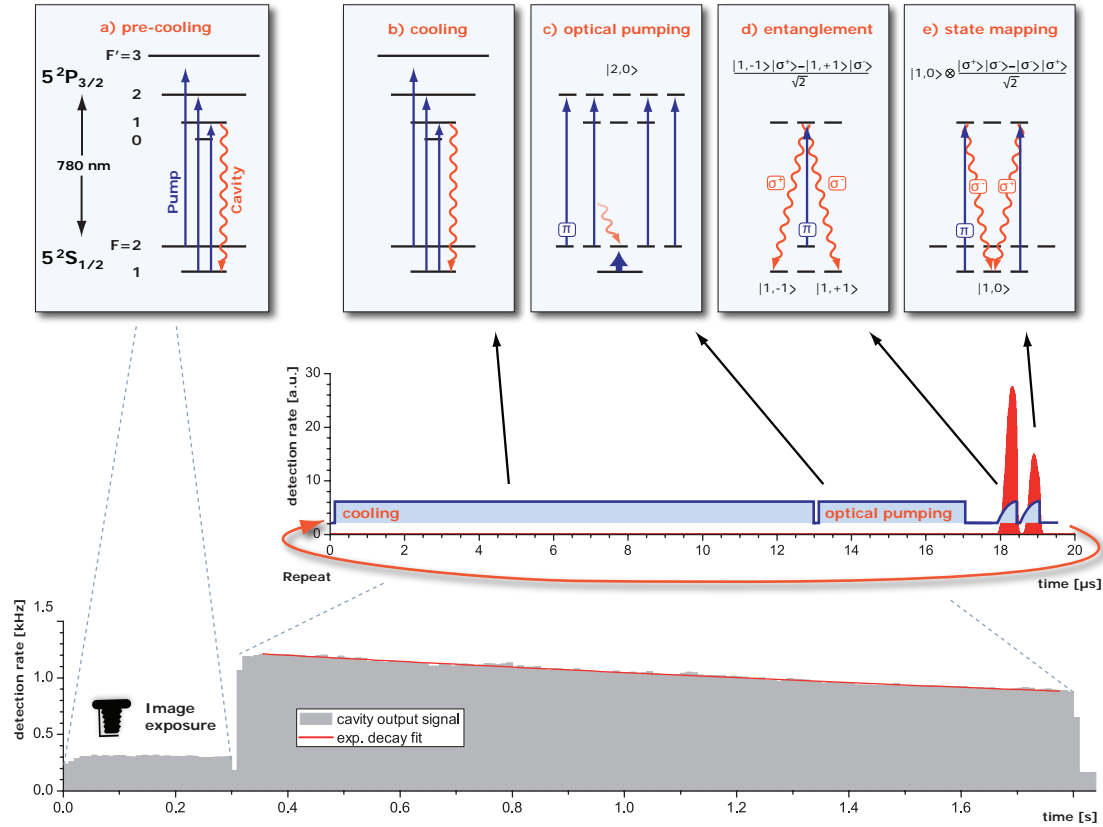 a) pre-cooling
F'=3
5²P3/2
2
1
0
780 nm
Pump
Cavity
F=2
5²S1/2
1
b) cooling
c) optical pumping
|2,0>
π
d) entanglement
|1,-1>|σ⁺>–|1,+1>|σ⁻>
√2
σ⁺
σ⁻
π
|1,-1>
|1,+1>
e) state mapping
|1,0>⊗|σ⁺>|σ⁻>–|σ⁻>|σ⁺>
√2
σ⁻
σ⁺
π
|1,0>
detection rate [a.u.]
30
20
10
0
cooling
optical pumping
0 2 4 6 8 10 12 14 16 18 20
Repeat
time [μs]
detection rate [kHz]
1.5
1.0
0.5
0.0
Image
exposure
cavity output signal
exp. decay fit
0.0 0.2 0.4 0.6 0.8 1.0 1.2 1.4 1.6
time [s]